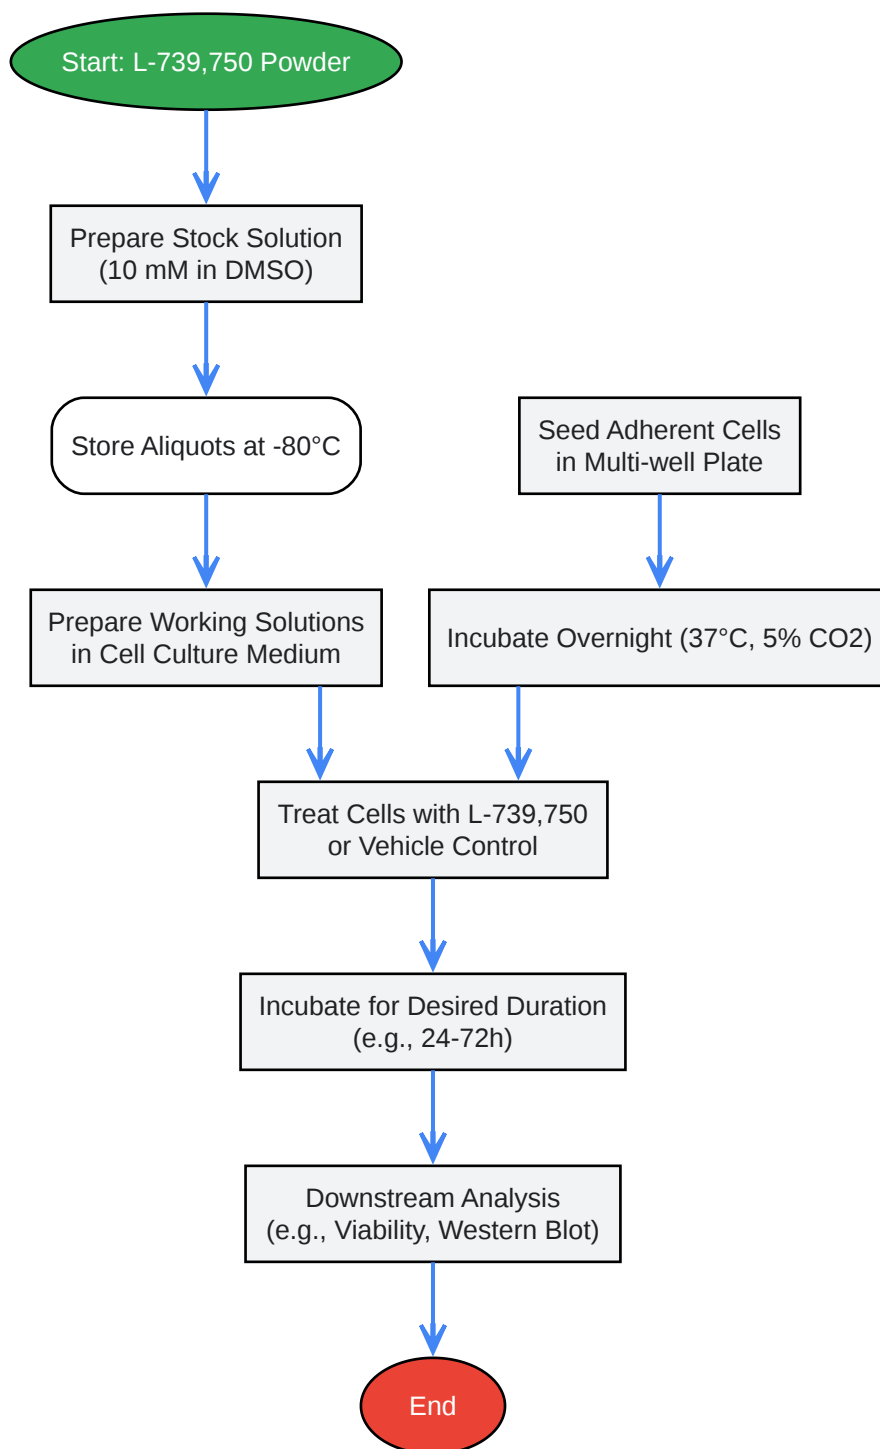 Start: L-739,750 Powder
Prepare Stock Solution
(10 mM in DMSO)
Store Aliquots at -80°C
Seed Adherent Cells
in Multi-well Plate
Prepare Working Solutions
in Cell Culture Medium
Incubate Overnight (37°C, 5% CO2)
Treat Cells with L-739,750
or Vehicle Control
Incubate for Desired Duration
(e.g., 24-72h)
Downstream Analysis
(e.g., Viability, Western Blot)
End